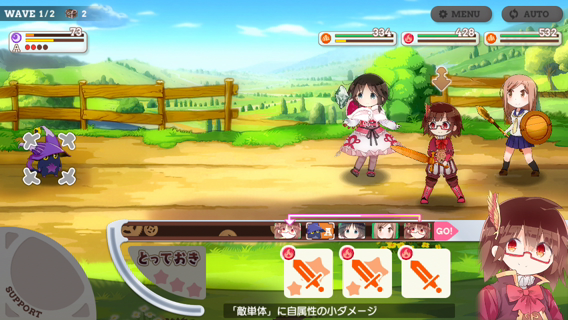 WAVE 1/2 2
MENU
AUTO
73
A
334
428
532
GO!
とっておき
SUPPORT
「敵単体」に自属性の小ダメージ